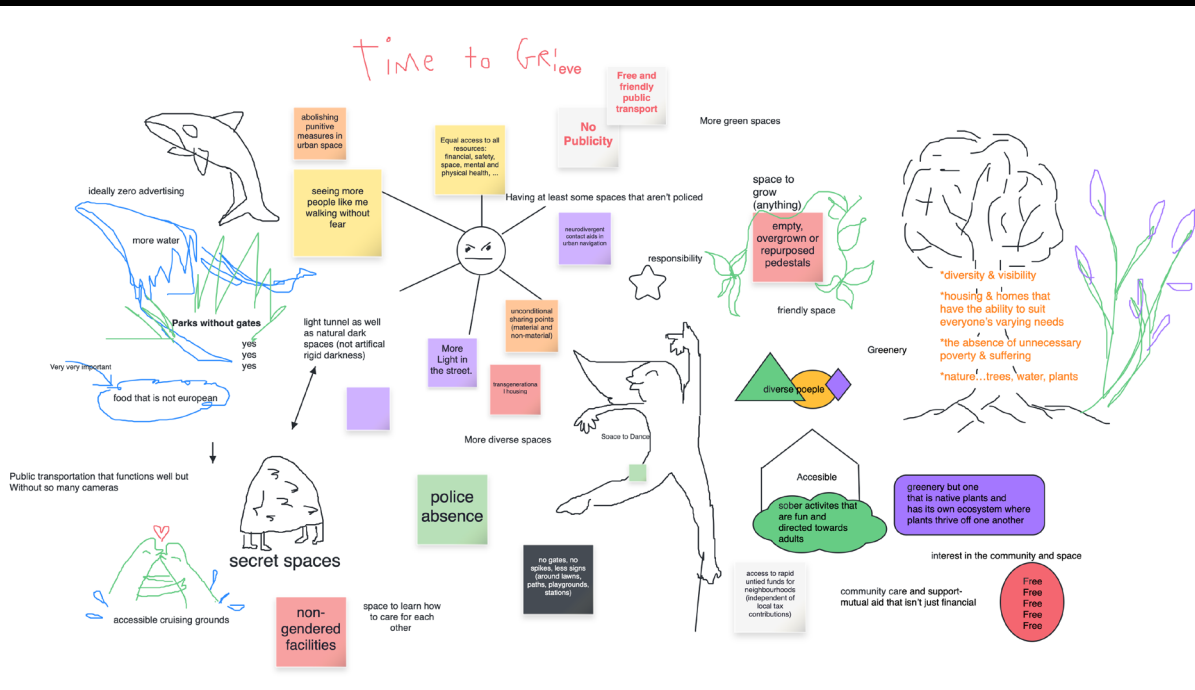 Time to GRieve
abolishing
punitive
measures in
urban space
Equal access to all
resources:
financial, safety,
space, mental and
physical health, ...
No
Publicity
Free and
friendly
public
transport
More green spaces
ideally zero advertising
seeing more
people like me
walking without
fear
Having at least some spaces that aren't policed
space to
grow
(anything)
empty,
overgrown or
repurposed
pedestals
neurodivergent
contact aids in
urban navigation
more water
responsibility
*diversity & visibility
*housing & homes that
have the ability to suit
everyone's varying needs
*the absence of unnecessary
poverty & suffering
*nature...trees, water, plants
Parks without gates
yes
yes
yes
light tunnel as well
as natural dark
spaces (not artifical
rigid darkness)
unconditional
sharing points
(material and
non-material)
friendly space
More
Light in
the street.
Greenery
Very very important
food that is not european
transgenerationa
l housing
diverse poeple
More diverse spaces
Soace to Dance
Public transportation that functions well but
Without so many cameras
police
absence
Accesible
sober activites that
are fun and
directed towards
adults
greenery but one
that is native plants and
has its own ecosystem where
plants thrive off one another
secret spaces
no gates, no
spikes, less signs
(around lawns,
paths, playgrounds,
stations)
access to rapid
untied funds for
neighbourhoods
(independent of
local tax
contributions)
interest in the community and space
community care and support-
mutual aid that isn't just financial
Free
Free
Free
Free
Free
accessible cruising grounds
non-
gendered
facilities
space to learn how
to care for each
other